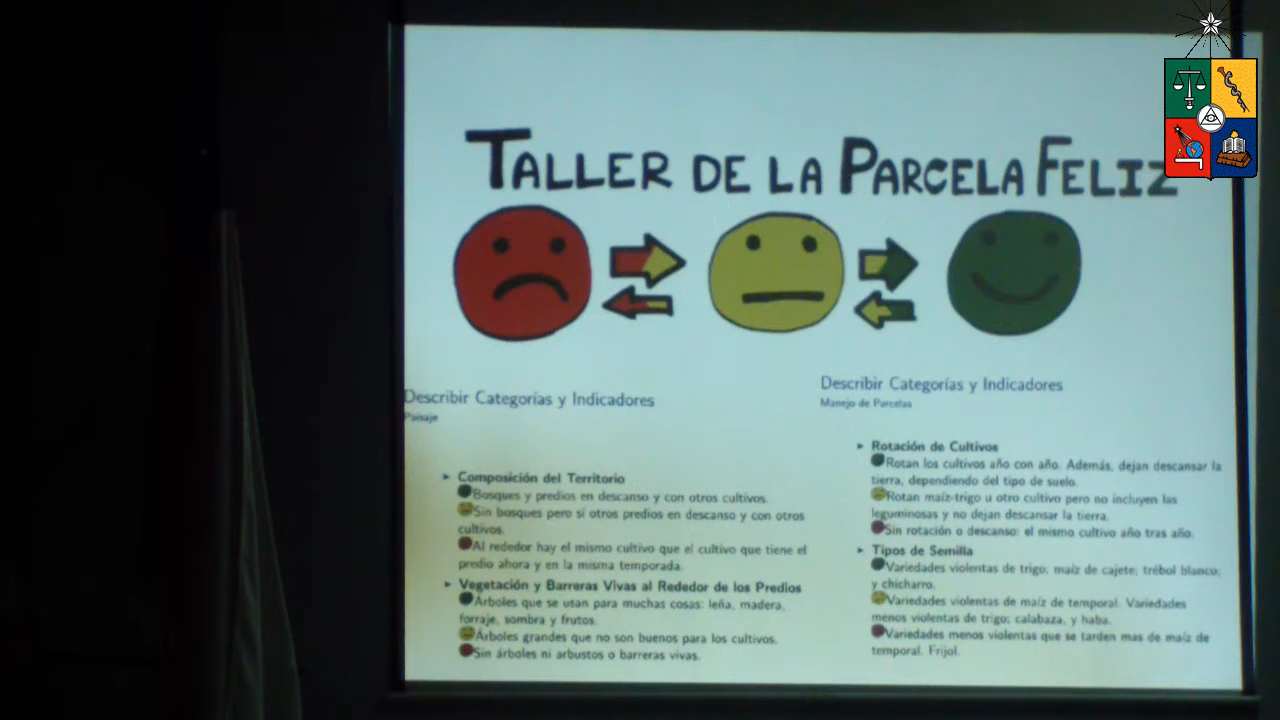 TALLER DE LA PARCELA FELIZ
Describir Categorías y Indicadores
Paisaje
▸ Composición del Territorio
Bosques y predios en descanso y con otros cultivos.
Sin bosques pero sí otros predios en descanso y con otros
cultivos.
Al rededor hay el mismo cultivo que el cultivo que tiene el
predio ahora y en la misma temporada.
▸ Vegetación y Barreras Vivas al Rededor de los Predios
Árboles que se usan para muchas cosas: leña, madera,
forraje, sombra y frutos.
Árboles grandes que no son buenos para los cultivos.
Sin árboles ni arbustos o barreras vivas.
Describir Categorías y Indicadores
Manejo de Parcelas
▸ Rotación de Cultivos
Rotan los cultivos año con año. Además, dejan descansar la
tierra, dependiendo del tipo de suelo.
Rotan maíz-trigo u otro cultivo pero no incluyen las
leguminosas y no dejan descansar la tierra.
Sin rotación o descanso: el mismo cultivo año tras año.
▸ Tipos de Semilla
Variedades violentas de trigo; maíz de cajete; trébol blanco;
y chicharro.
Variedades violentas de maíz de temporal. Variedades
menos violentas de trigo; calabaza, y haba.
Variedades menos violentas que se tarden mas de maíz de
temporal. Frijol.